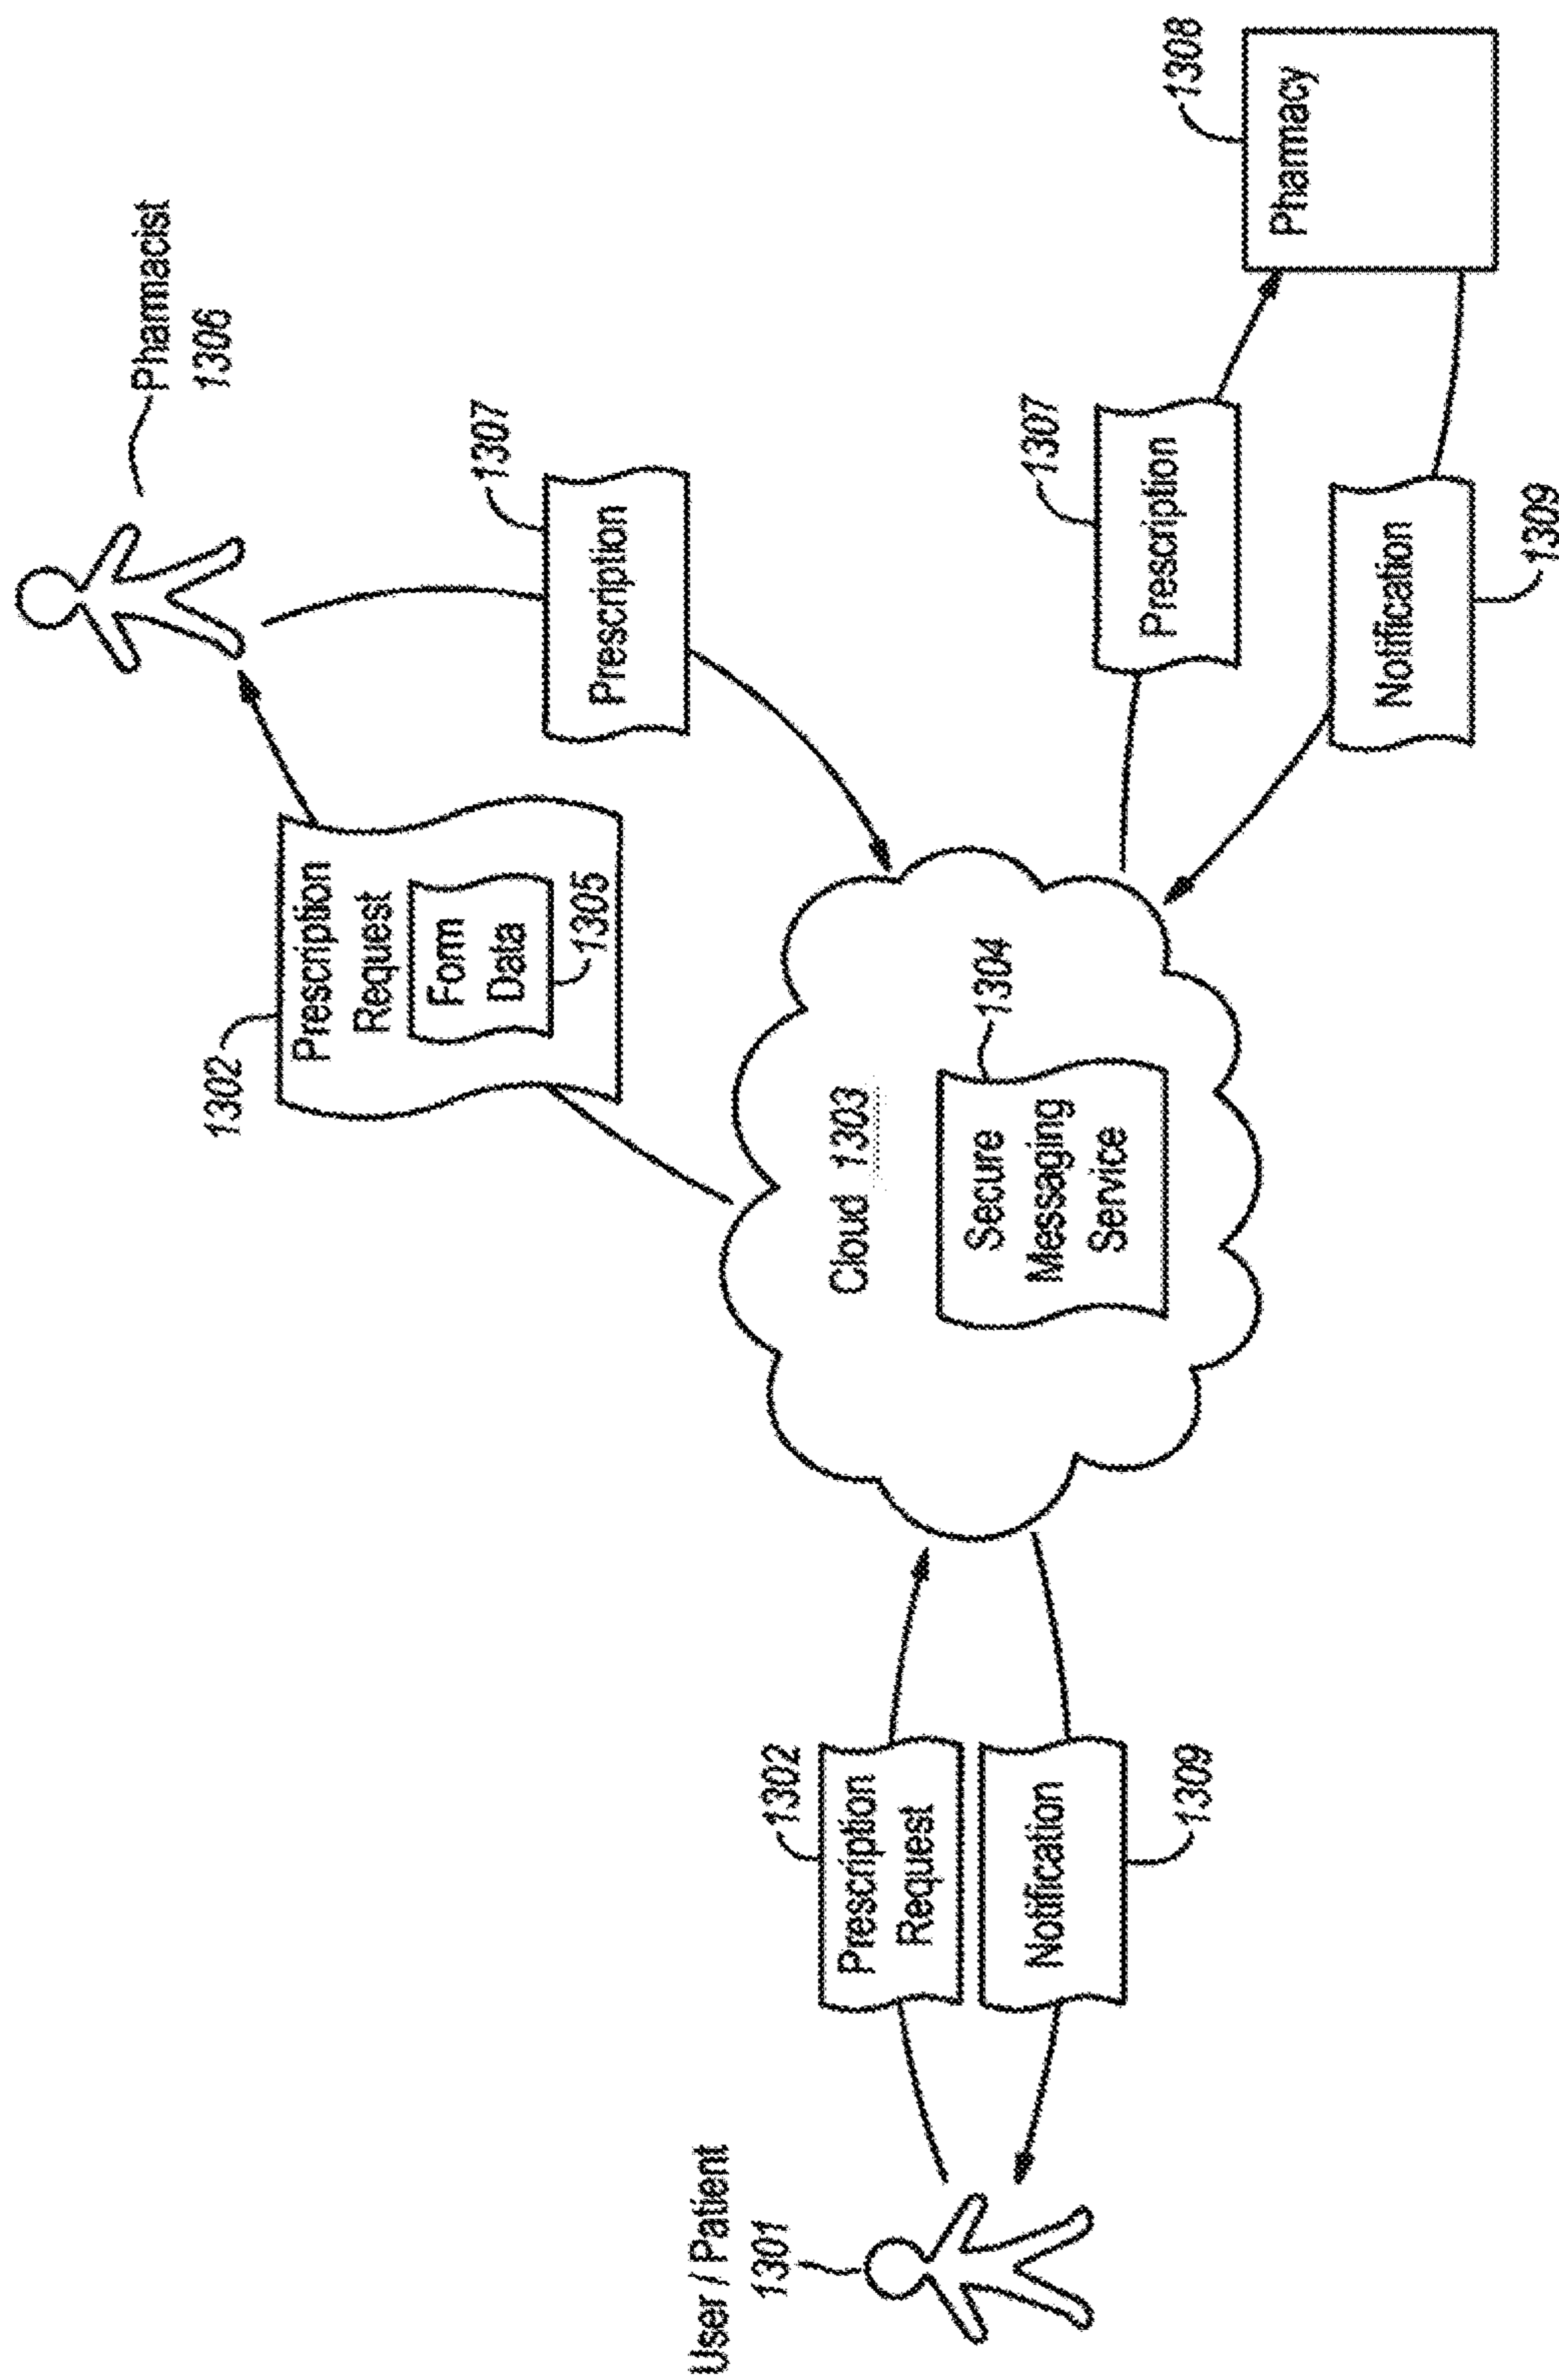 Pharmacist
1306
1302
Prescription
Request
Form
Data
1305
1307
Prescription
User / Patient
1301
1302
Prescription
Request
Notification
1309
Cloud 1303
1304
Secure
Messaging
Service
1307
Prescription
1308
Phamacy
Notification
1309